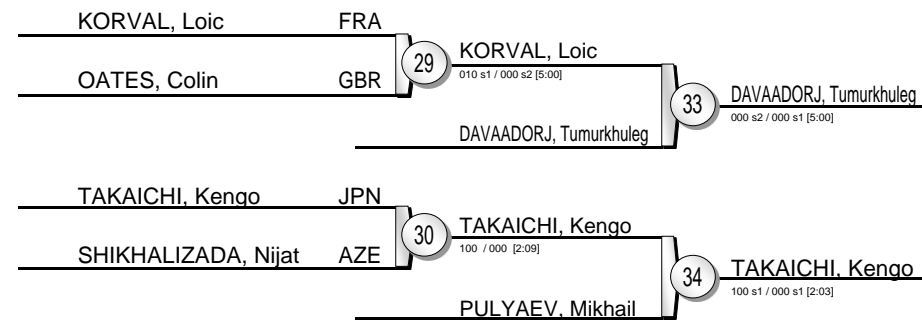 KORVAL, Loic FRA
OATES, Colin GBR
29
KORVAL, Loic
010 s1 / 000 s2 [5:00]
DAVAADORJ, Tumurkhuleg
33
DAVAADORJ, Tumurkhuleg
000 s2 / 000 s1 [5:00]
TAKAICHI, Kengo JPN
SHIKHALIZADA, Nijat AZE
30
TAKAICHI, Kengo
100 / 000 [2:09]
PULYAEV, Mikhail
34
TAKAICHI, Kengo
100 s1 / 000 s1 [2:03]